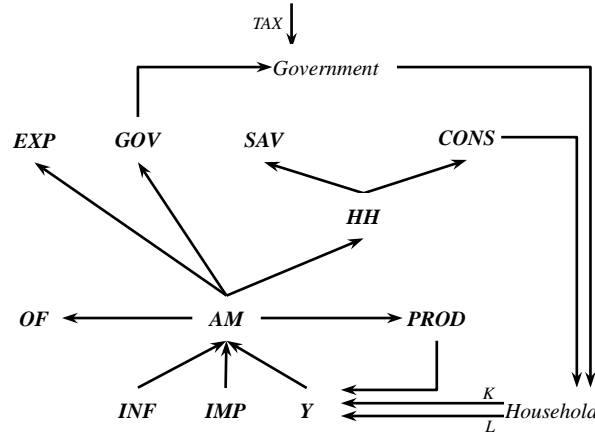 TAX
Government
EXP GOV SAV CONS
HH
OF AM PROD
K
INF IMP Y Household
L